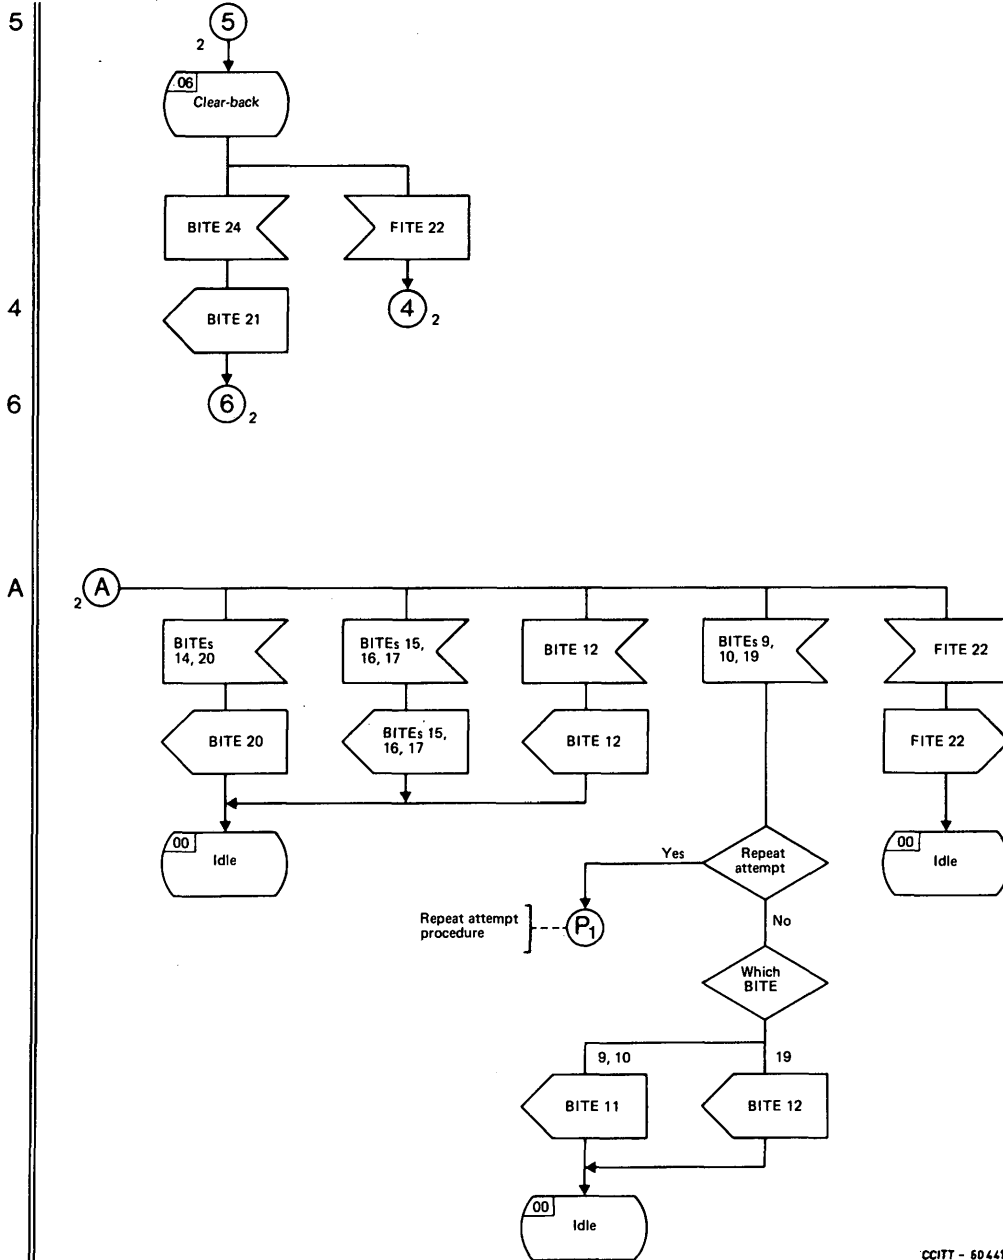 5
5
2
06
Clear-back
BITE 24
FITE 22
4
BITE 21
4
2
6
6
2
A
2
A
BITEs
14, 20
BITEs 15,
16, 17
BITE 12
BITEs 9,
10, 19
FITE 22
BITE 20
BITEs 15,
16, 17
BITE 12
FITE 22
00
Idle
Yes
Repeat
attempt
00
Idle
Repeat attempt
procedure
P1
No
Which
BITE
9, 10
19
BITE 11
BITE 12
00
Idle